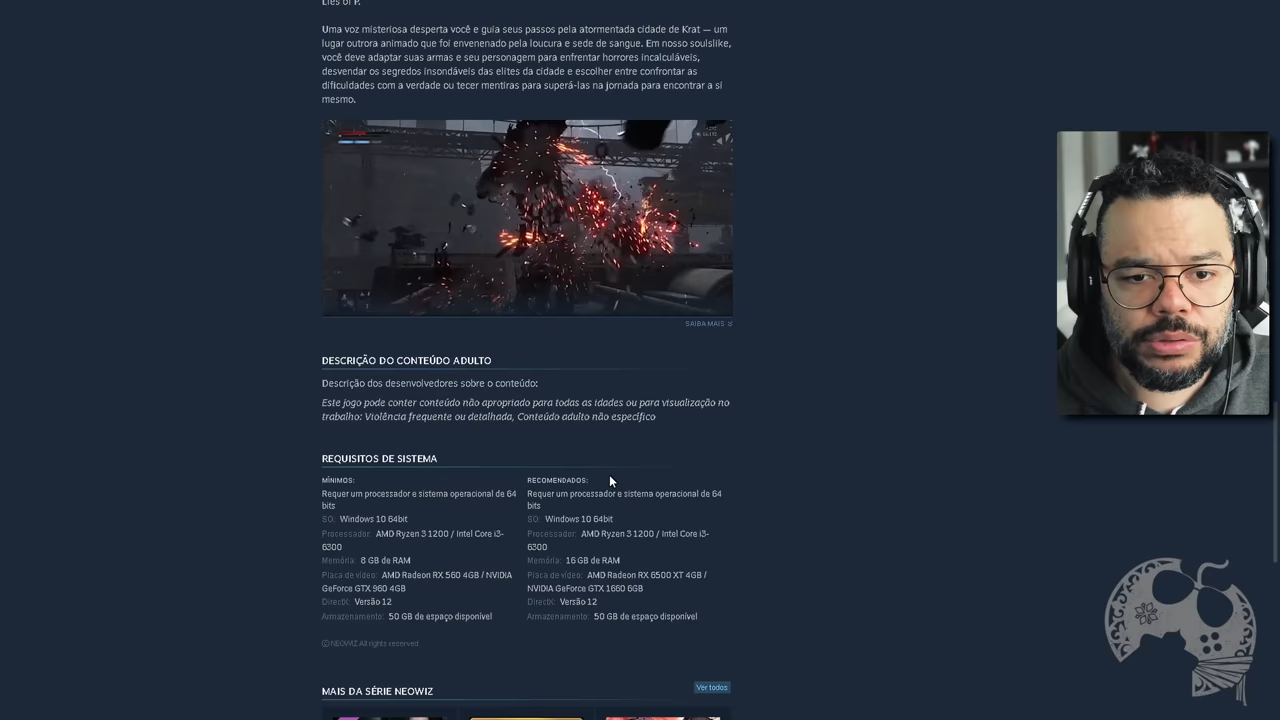 Lies of P.
Uma voz misteriosa desperta você e guia seus passos pela atormentada cidade de Krat — um
lugar outrora animado que foi envenenado pela loucura e sede de sangue. Em nosso soulslike,
você deve adaptar suas armas e seu personagem para enfrentar horrores incalculáveis,
desvendar os segredos insondáveis das elites da cidade e escolher entre confrontar as
dificuldades com a verdade ou tecer mentiras para superá-las na jornada para encontrar a si
mesmo.
SAIBA MAIS
DESCRIÇÃO DO CONTEÚDO ADULTO
Descrição dos desenvolvedores sobre o conteúdo:
Este jogo pode conter conteúdo não apropriado para todas as idades ou para visualização no
trabalho: Violência frequente ou detalhada, Conteúdo adulto não específico
REQUISITOS DE SISTEMA
MÍNIMOS:
Requer um processador e sistema operacional de 64
bits
SO: Windows 10 64bit
Processador: AMD Ryzen 3 1200 / Intel Core i3-
6300
Memória: 8 GB de RAM
Placa de vídeo: AMD Radeon RX 560 4GB / NVIDIA
GeForce GTX 960 4GB
DirectX: Versão 12
Armazenamento: 50 GB de espaço disponível
RECOMENDADOS:
Requer um processador e sistema operacional de 64
bits
SO: Windows 10 64bit
Processador: AMD Ryzen 3 1200 / Intel Core i3-
6300
Memória: 16 GB de RAM
Placa de vídeo: AMD Radeon RX 6500 XT 4GB /
NVIDIA GeForce GTX 1660 6GB
DirectX: Versão 12
Armazenamento: 50 GB de espaço disponível
Ⓒ NEOWIZ All rights reserved
MAIS DA SÉRIE NEOWIZ
Ver todos